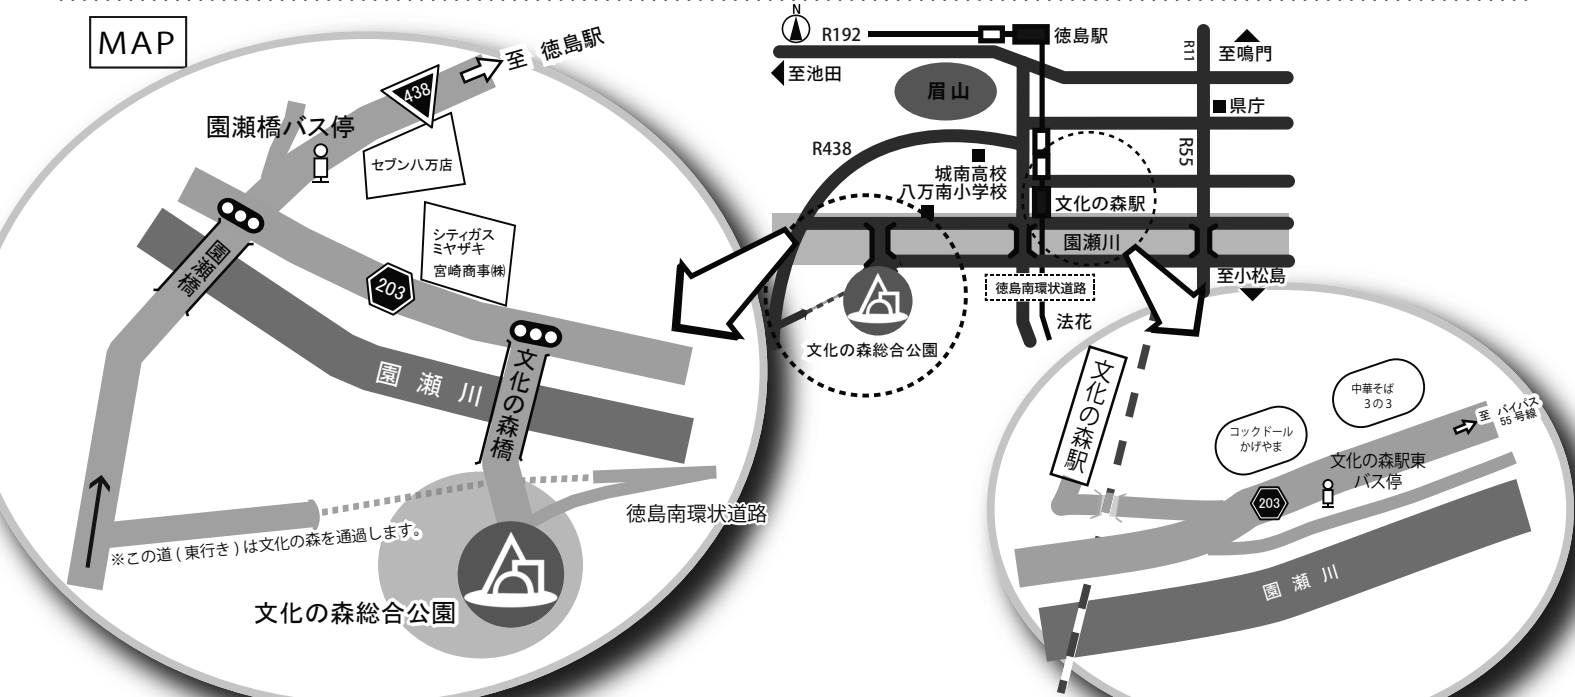 MAP
至 徳島駅
438
園瀬橋バス停
セブン八万店
シティガス
ミヤザキ
宮崎商事㈱
園瀬橋
203
園瀬川
文化の森橋
徳島南環状道路
※この道(東行き)は文化の森を通過します。
文化の森総合公園
N
R192
徳島駅
至池田
眉山
R11
至鳴門
県庁
R438
R55
城南高校
八万南小学校
文化の森駅
園瀬川
至小松島
徳島南環状道路
法花
文化の森総合公園
文化の森駅
中華そば
3の3
コックドール
かげやま
至 バイパス
55号線
文化の森駅東
バス停
203
園瀬川